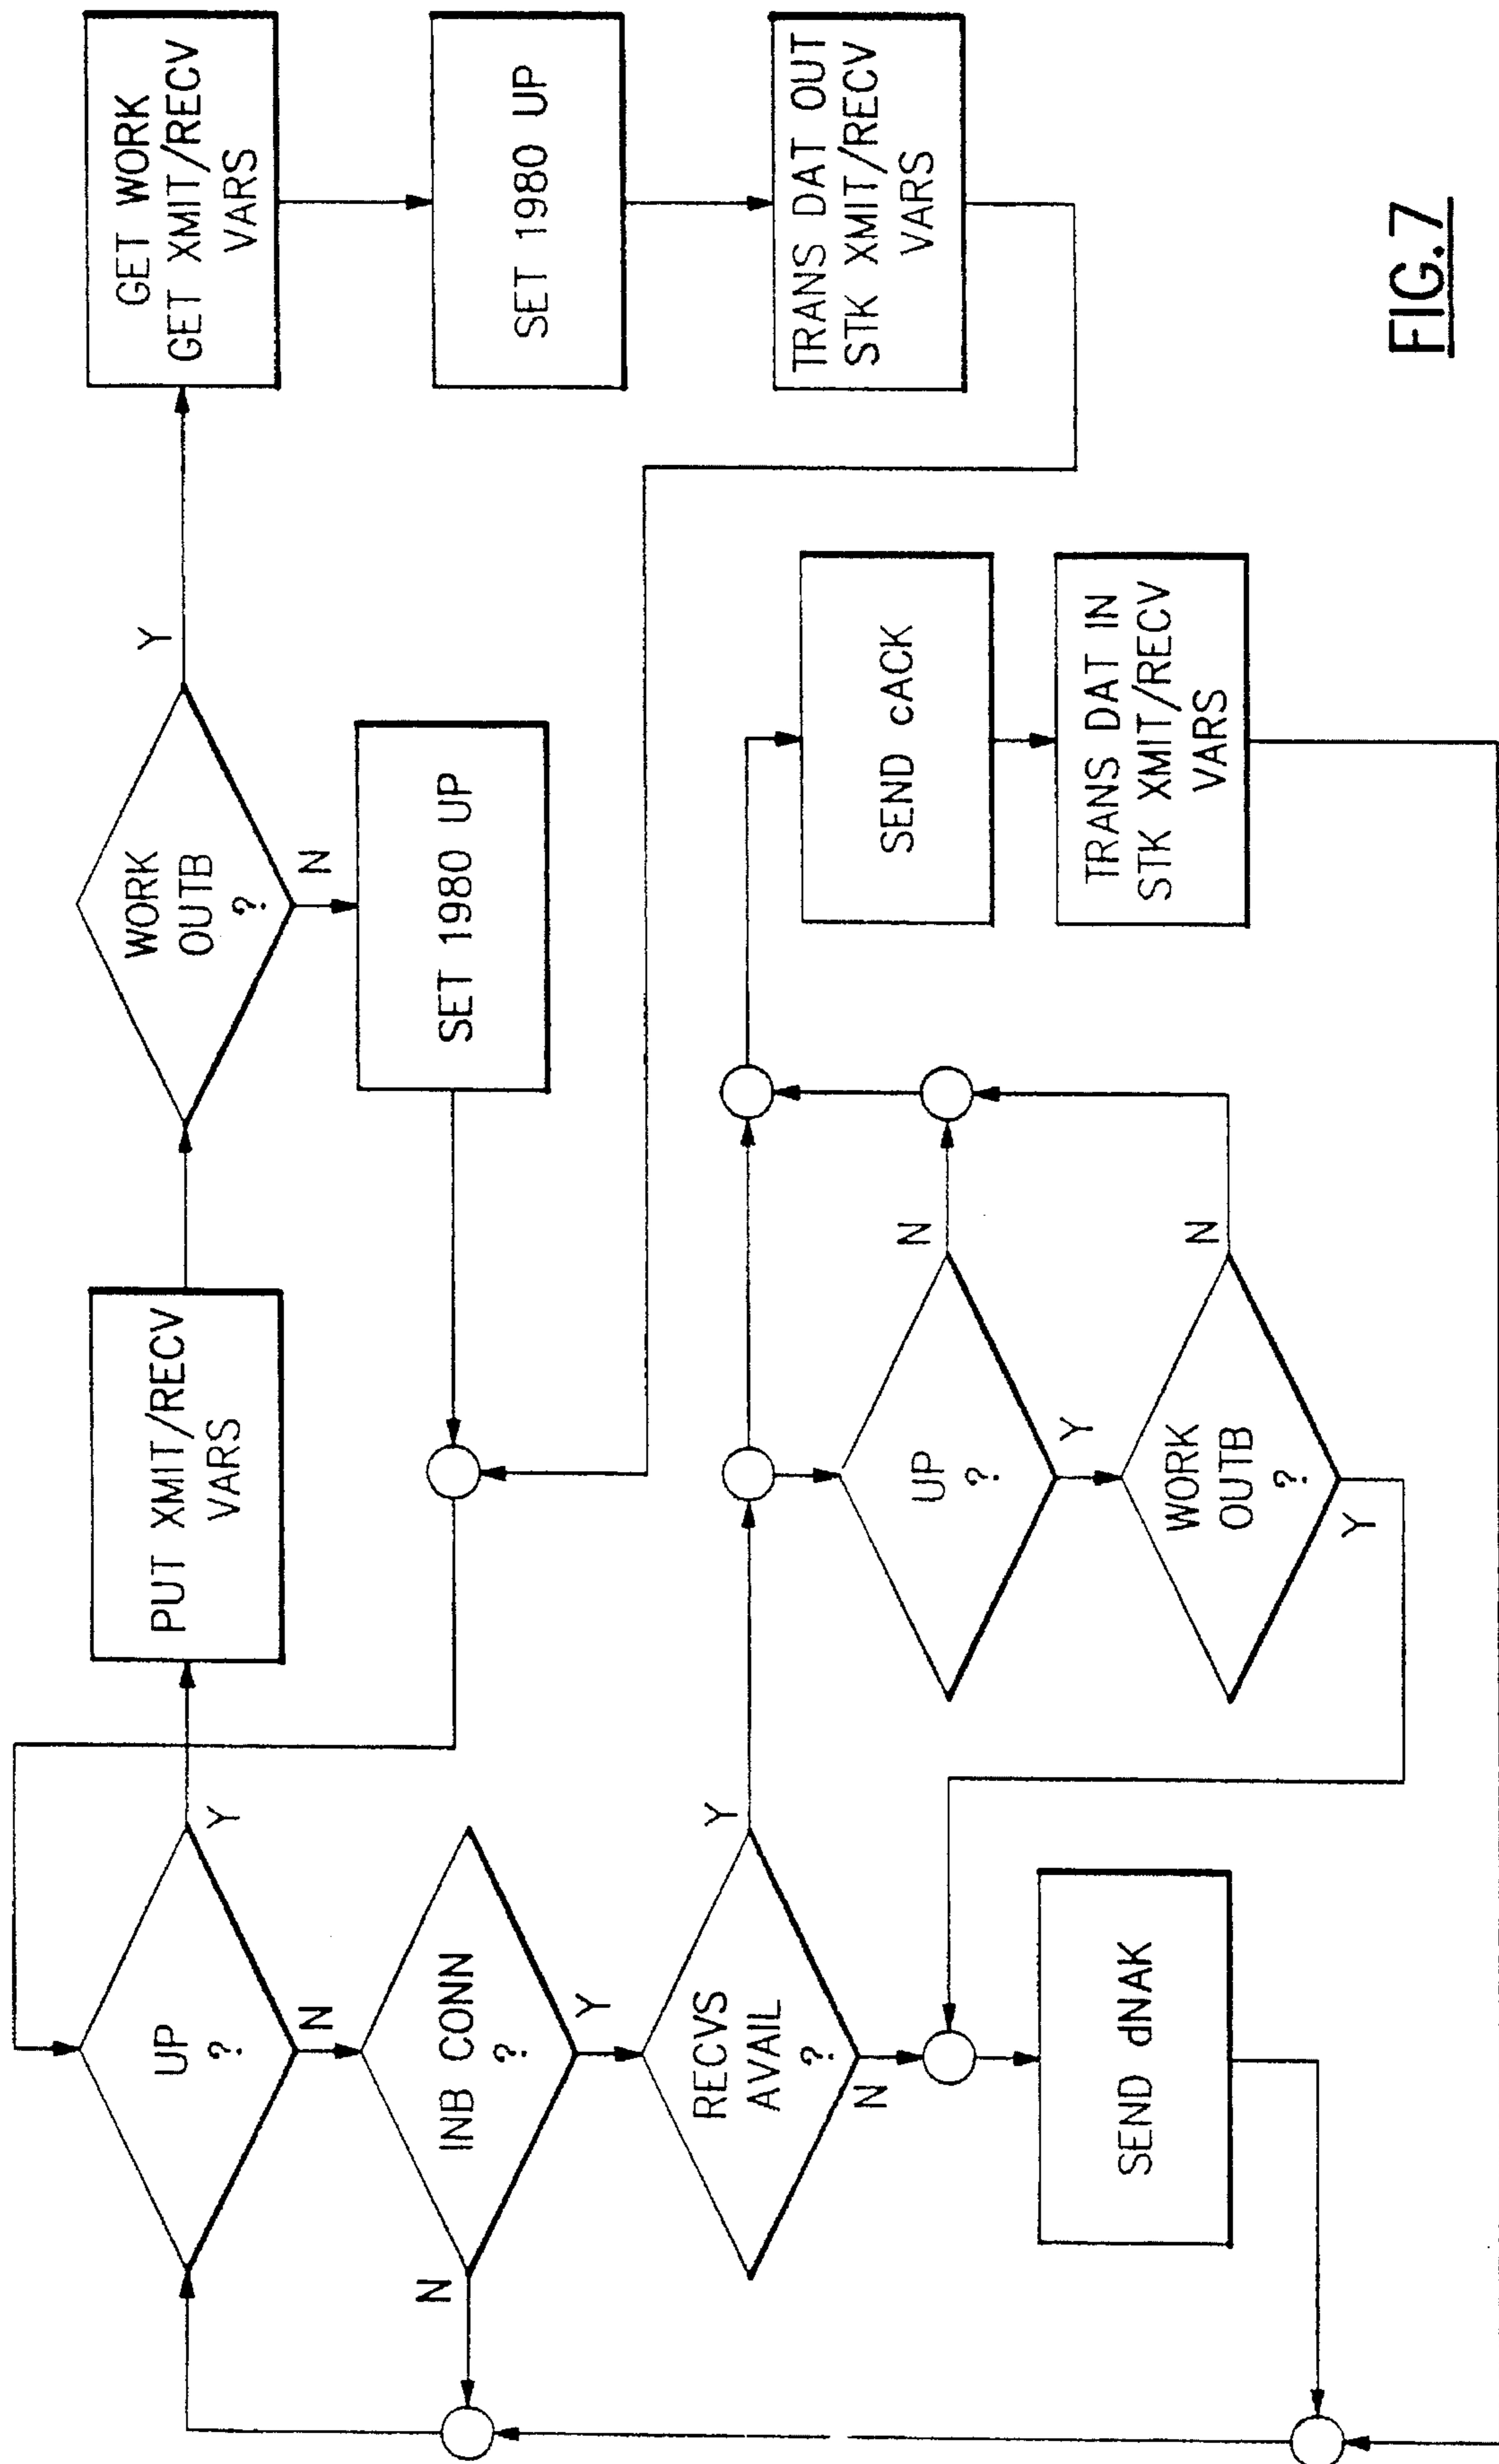 UP
?
Y
N
PUT XMIT/RECV
VARS
WORK
OUTB
?
Y
N
GET WORK
GET XMIT/RECV
VARS
SET 1980 UP
SET 1980 UP
TRANS DAT OUT
STK XMIT/RECV
VARS
INB CONN
?
N
Y
RECVS
AVAIL
?
Y
N
UP
?
N
Y
WORK
OUTB
?
N
Y
SEND cACK
TRANS DAT IN
STK XMIT/RECV
VARS
SEND dNAK
FIG.7